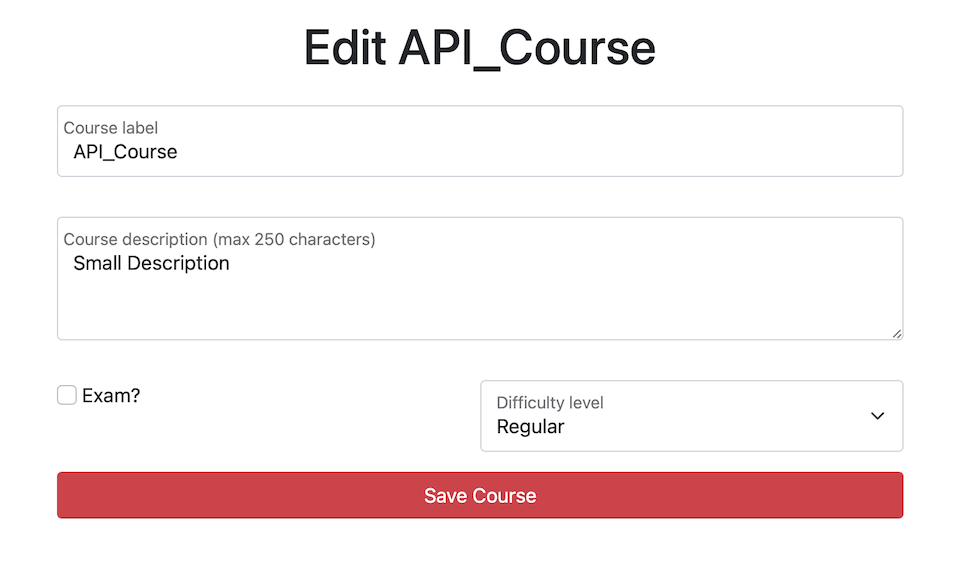 Edit API_Course
Course label
API_Course
Course description (max 250 characters)
Small Description
Exam?
Difficulty level
Regular
Save Course